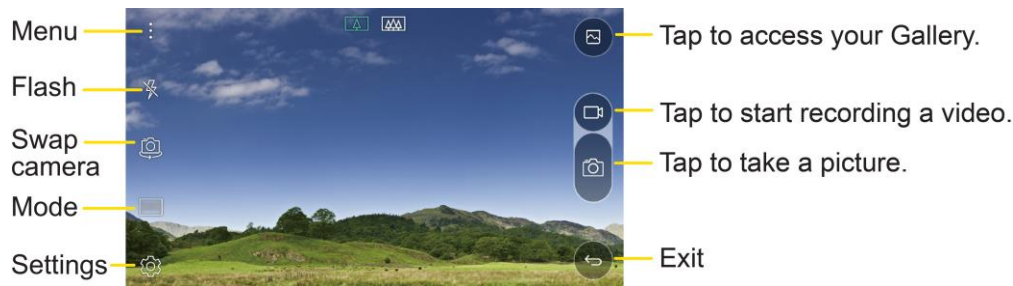 Menu
Flash
Swap
camera
Mode
Settings
Tap to access your Gallery.
Tap to start recording a video.
Tap to take a picture.
Exit